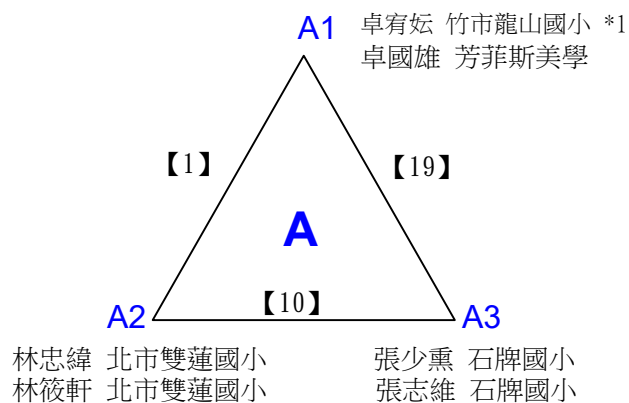 A1
卓宥妘 竹市龍山國小 *1
卓國雄 芳菲斯美學
【1】
【19】
A
【10】
A2
A3
林忠緯 北市雙蓮國小
林筱軒 北市雙蓮國小
張少熏 石牌國小
張志維 石牌國小